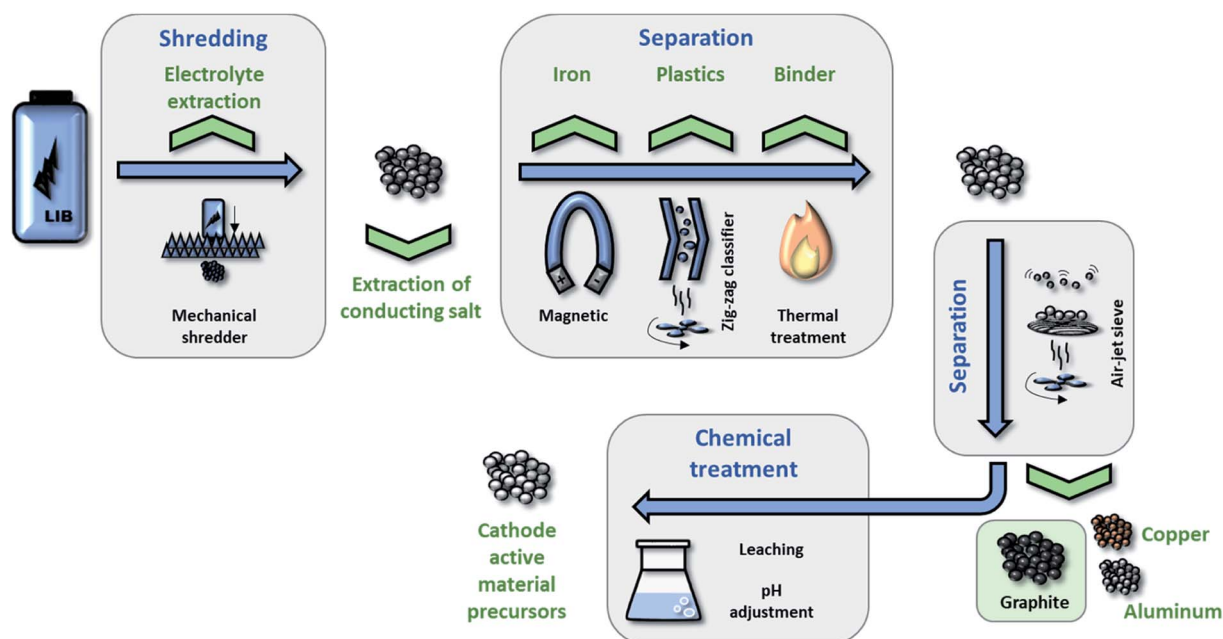 LIB
Shredding
Electrolyte
extraction
Mechanical
shredder
Extraction of
conducting salt
Separation
Iron
Plastics
Binder
+
-
Magnetic
Zig-zag classifier
Thermal
treatment
Separation
Air-jet sieve
Copper
Graphite
Aluminum
Chemical
treatment
Leaching
pH
adjustment
Cathode
active
material
precursors